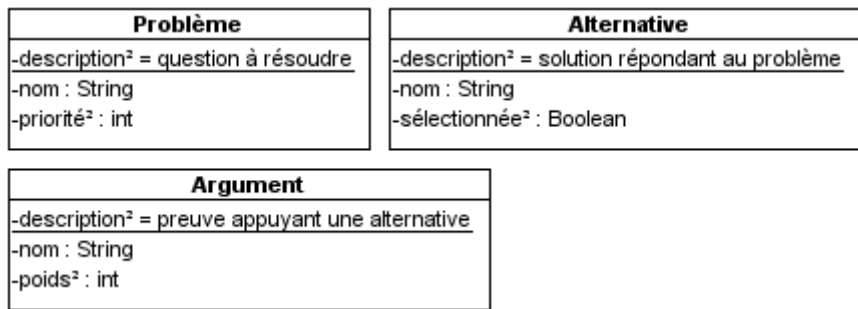 Problème
-description² = question à résoudre
-nom : String
-priorité² : int
Alternative
-description² = solution répondant au problème
-nom : String
-sélectionnée² : Boolean
Argument
-description² = preuve appuyant une alternative
-nom : String
-poids² : int